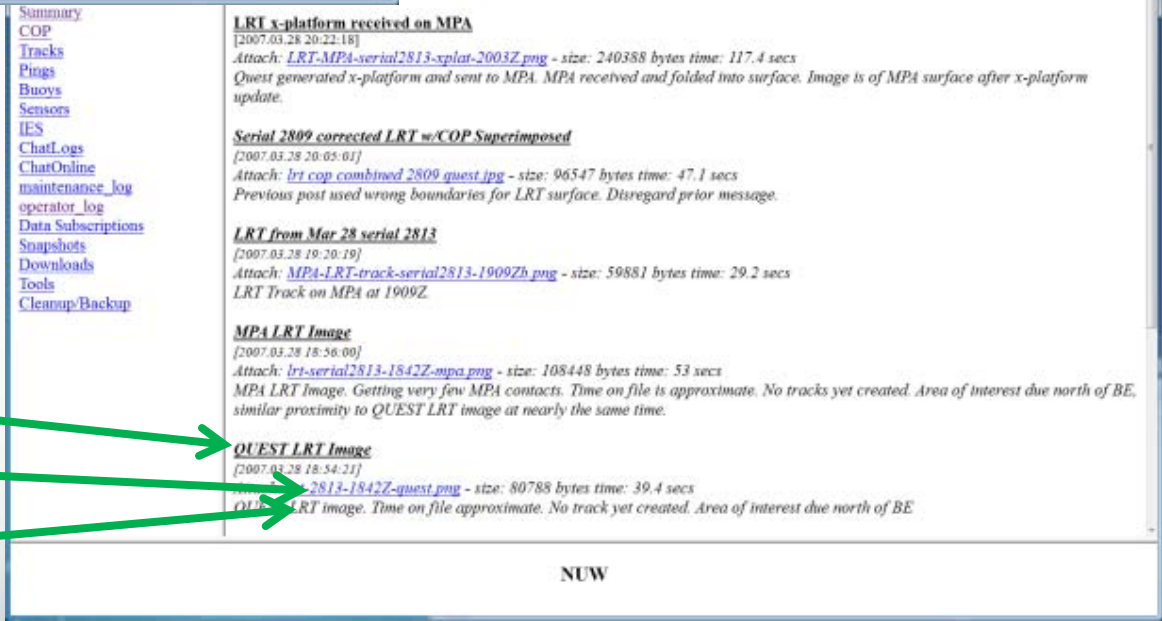 Summary
COP
Tracks
Pings
Buoys
Sensors
IES
ChatLogs
ChatOnline
maintenance_log
operator_log
Data Subscriptions
Snapshots
Downloads
Tools
Cleanup/Backup
LRT x-platform received on MPA
[2007.03.28 20:22:18]
Attach: LRT-MPA-serial2813-xplat-2003Z.png - size: 240388 bytes time: 117.4 secs
Quest generated x-platform and sent to MPA. MPA received and folded into surface. Image is of MPA surface after x-platform
update.
Serial 2809 corrected LRT w/COP Superimposed
[2007.03.28 20:05:01]
Attach: lrt cop combined 2809 quest.jpg - size: 96547 bytes time: 47.1 secs
Previous post used wrong boundaries for LRT surface. Disregard prior message.
LRT from Mar 28 serial 2813
[2007.03.28 19:20:19]
Attach: MPA-LRT-track-serial2813-1909Zb.png - size: 59881 bytes time: 29.2 secs
LRT Track on MPA at 1909Z
MPA LRT Image
[2007.03.28 18:56:00]
Attach: lrt-serial2813-1842Z-mpa.png - size: 108448 bytes time: 53 secs
MPA LRT Image. Getting very few MPA contacts. Time on file is approximate. No tracks yet created. Area of interest due north of BE,
similar proximity to QUEST LRT image at nearly the same time.
QUEST LRT Image
[2007.03.28 18:54:21]
2813-1842Z-quest.png - size: 80788 bytes time: 39.4 secs
LRT image. Time on file approximate. No track yet created. Area of interest due north of BE
NUW